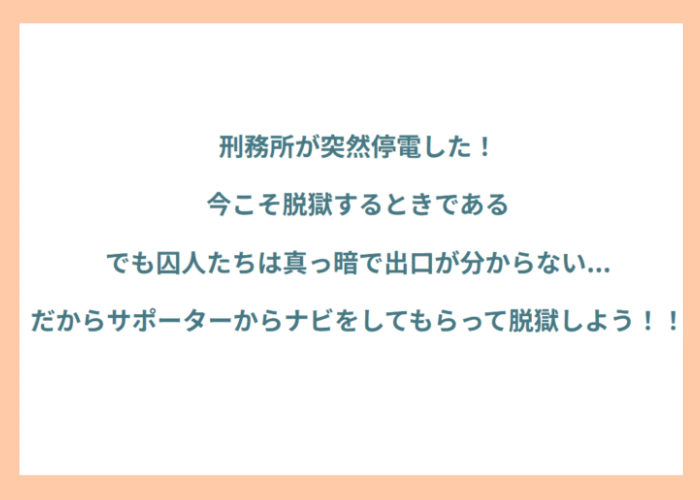 刑務所が突然停電した！
今こそ脱獄するときである
でも囚人たちは真っ暗で出口が分からない...
だからサポーターからナビをしてもらって脱獄しよう！！